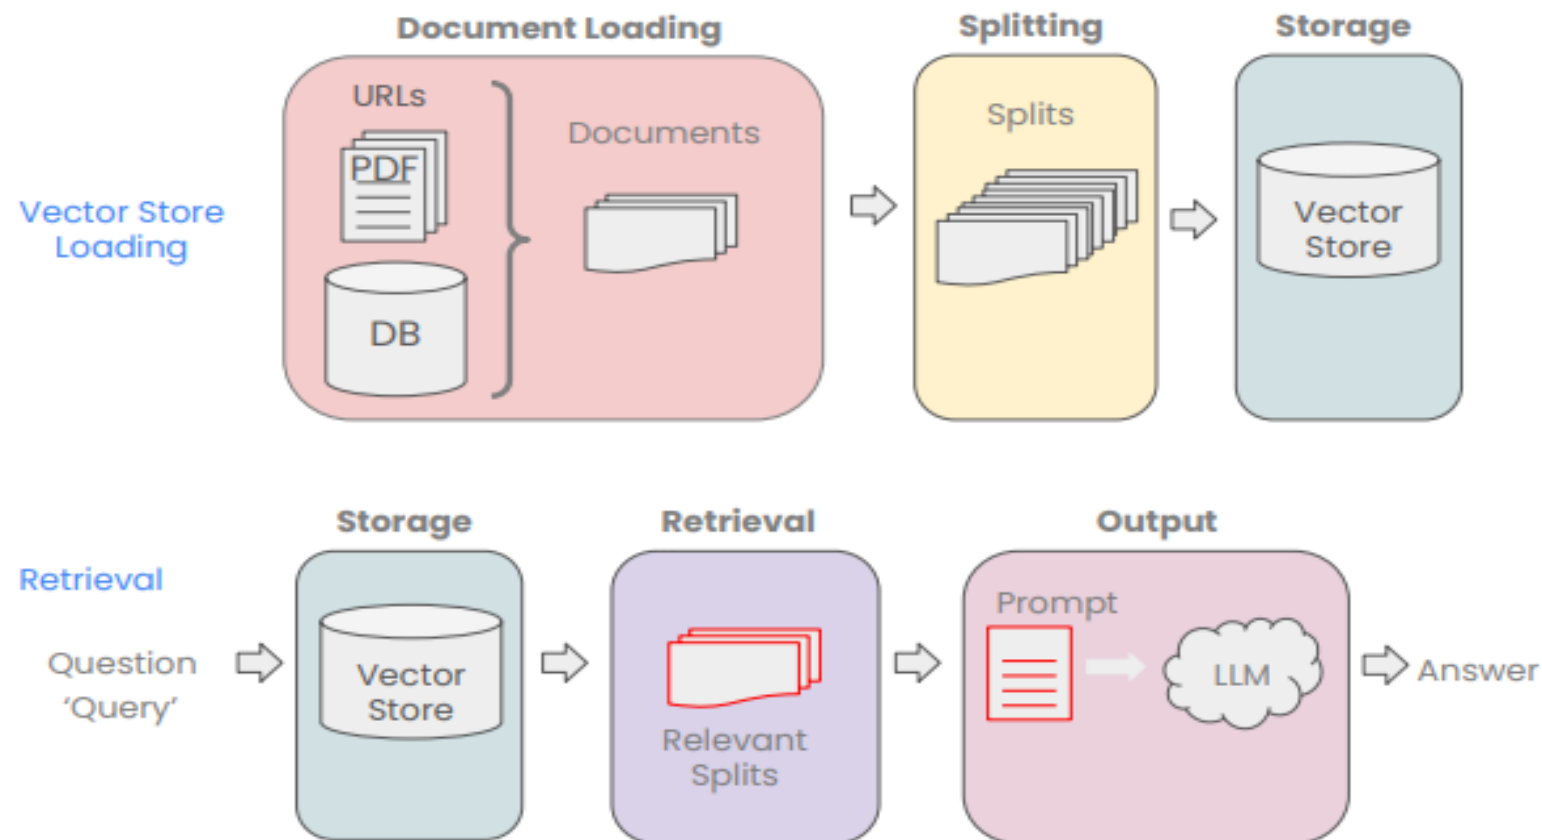 Document Loading
Splitting
Storage
URLs
PDF
DB
Documents
Splits
Vector
Store
Vector Store
Loading
Storage
Retrieval
Output
Retrieval
Question
‘Query’
Vector
Store
Relevant
Splits
Prompt
LLM
Answer